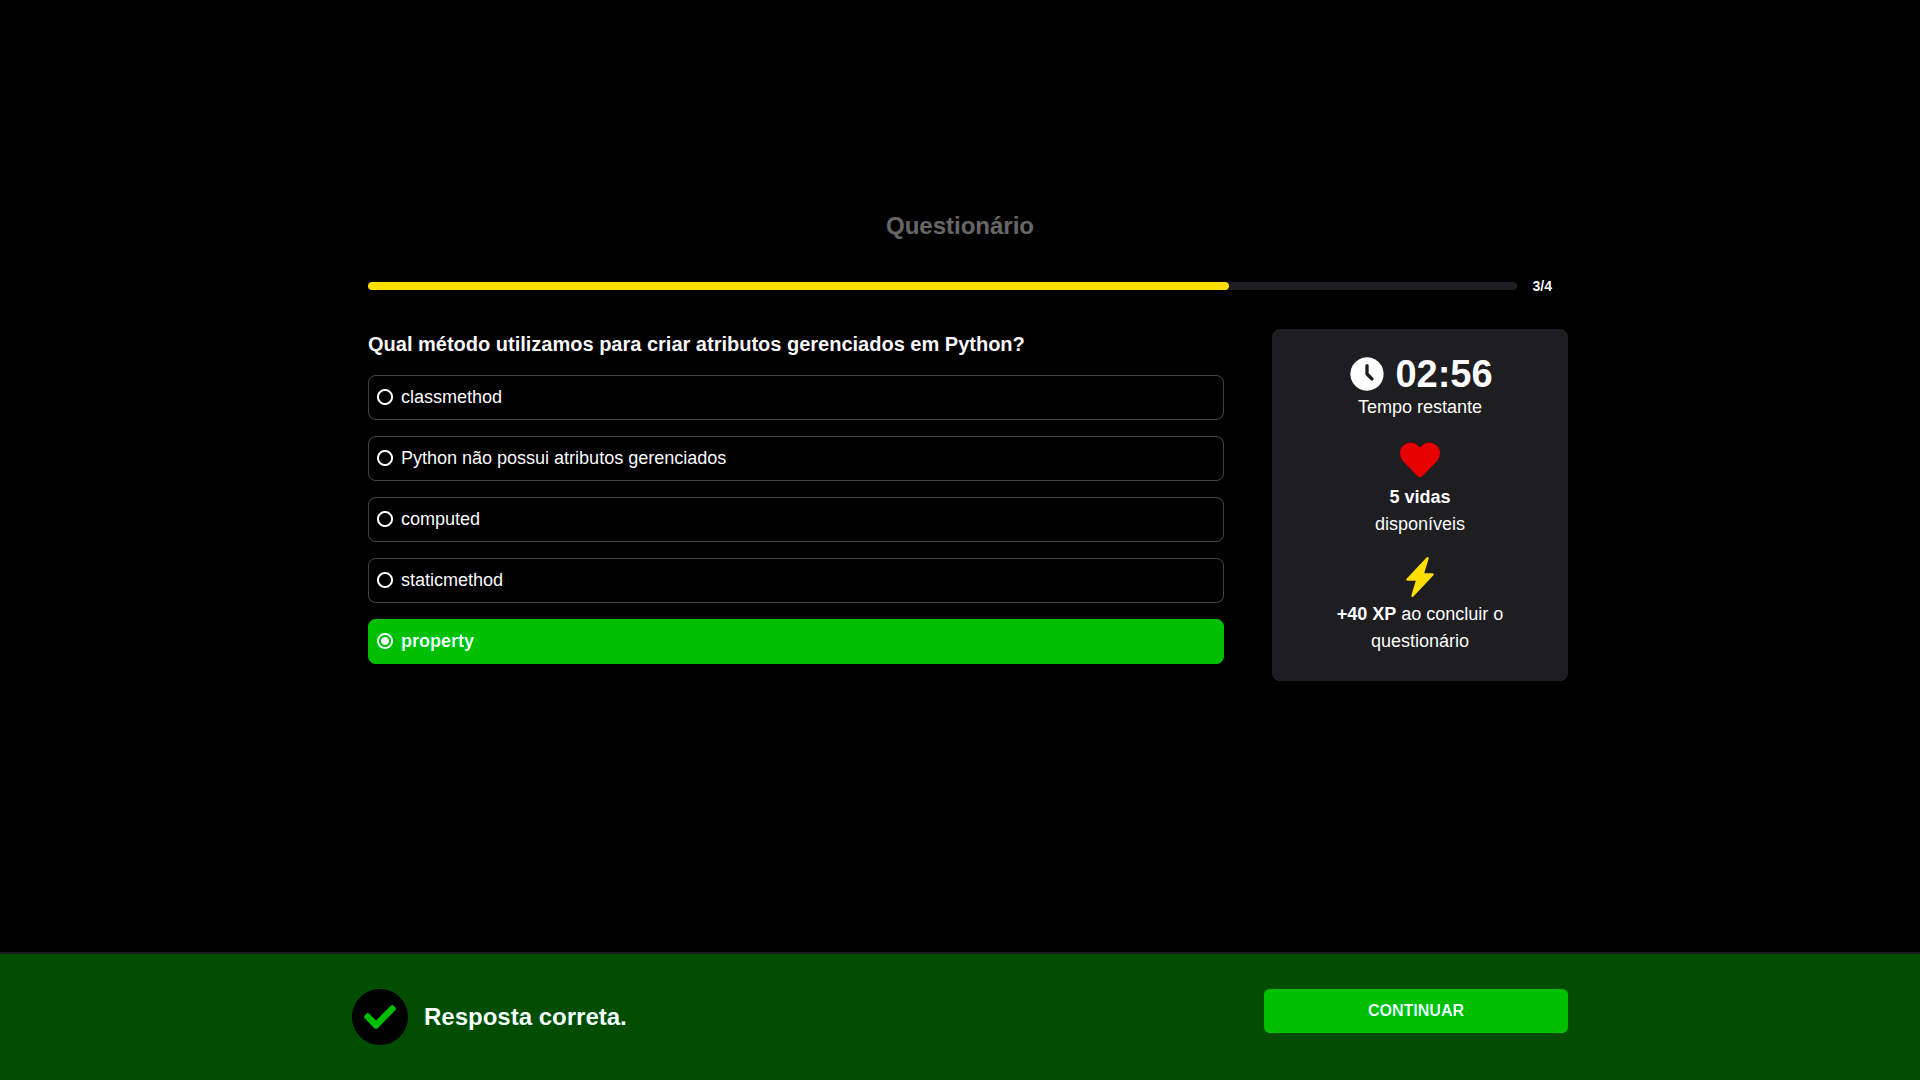 Questionário
3/4
Qual método utilizamos para criar atributos gerenciados em Python?
classmethod
Python não possui atributos gerenciados
computed
staticmethod
property
02:56
Tempo restante
5 vidas
disponíveis
+40 XP ao concluir o
questionário
Resposta correta.
CONTINUAR